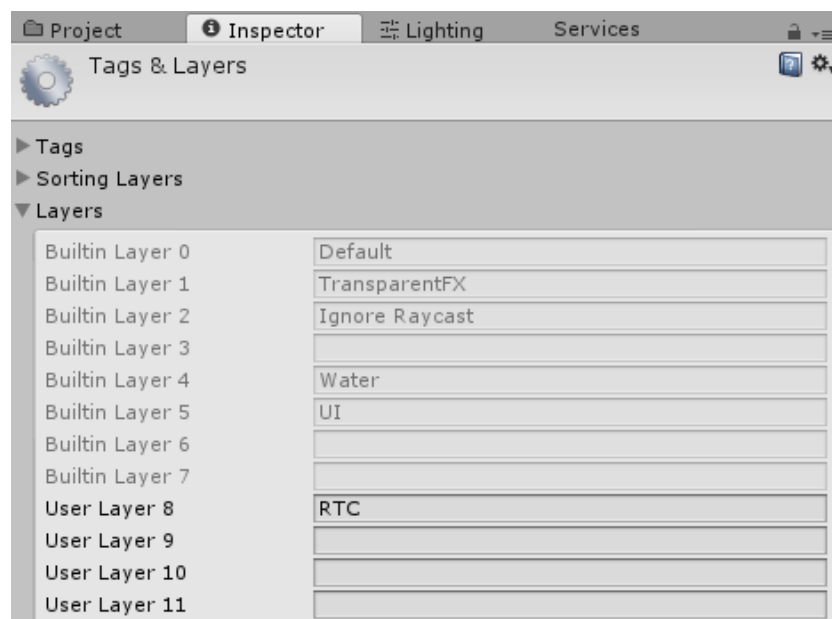 Project Inspector Lighting Services
Tags & Layers
Tags
Sorting Layers
Layers
Builtin Layer 0 Default
Builtin Layer 1 TransparentFX
Builtin Layer 2 Ignore Raycast
Builtin Layer 3
Builtin Layer 4 Water
Builtin Layer 5 UI
Builtin Layer 6
Builtin Layer 7
User Layer 8 RTC
User Layer 9
User Layer 10
User Layer 11